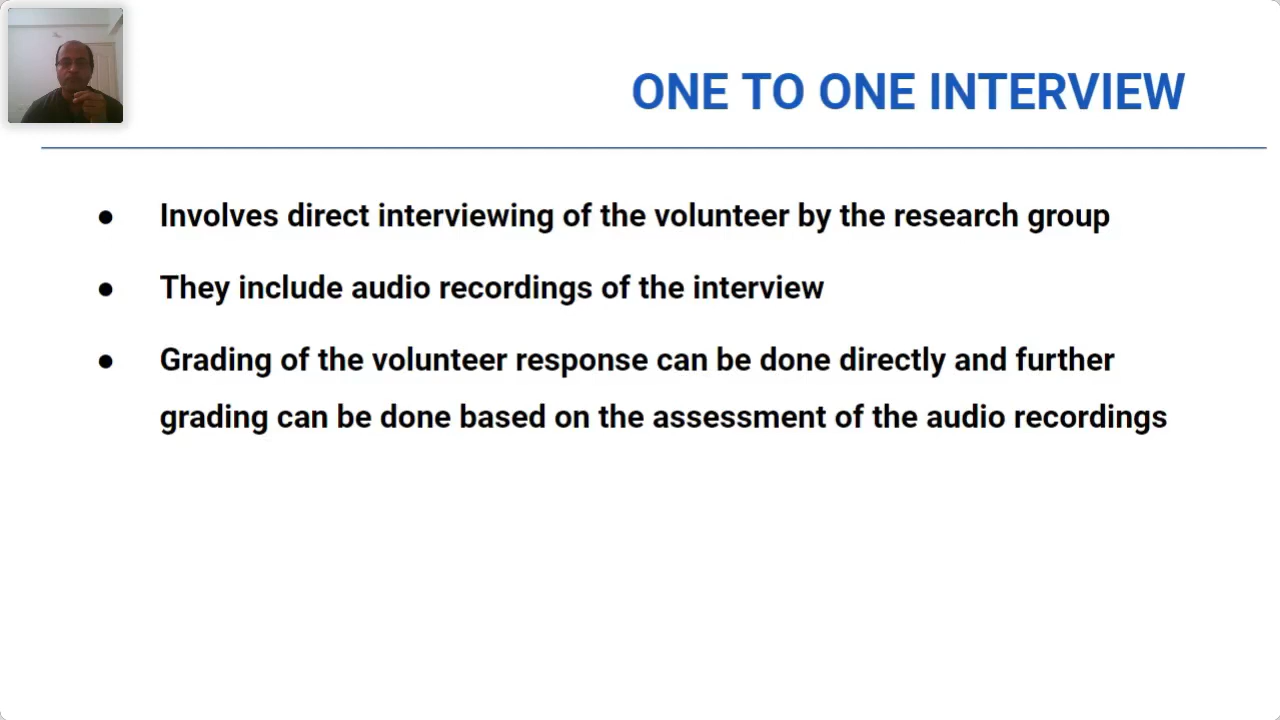 ONE TO ONE INTERVIEW
● Involves direct interviewing of the volunteer by the research group
● They include audio recordings of the interview
● Grading of the volunteer response can be done directly and further
grading can be done based on the assessment of the audio recordings